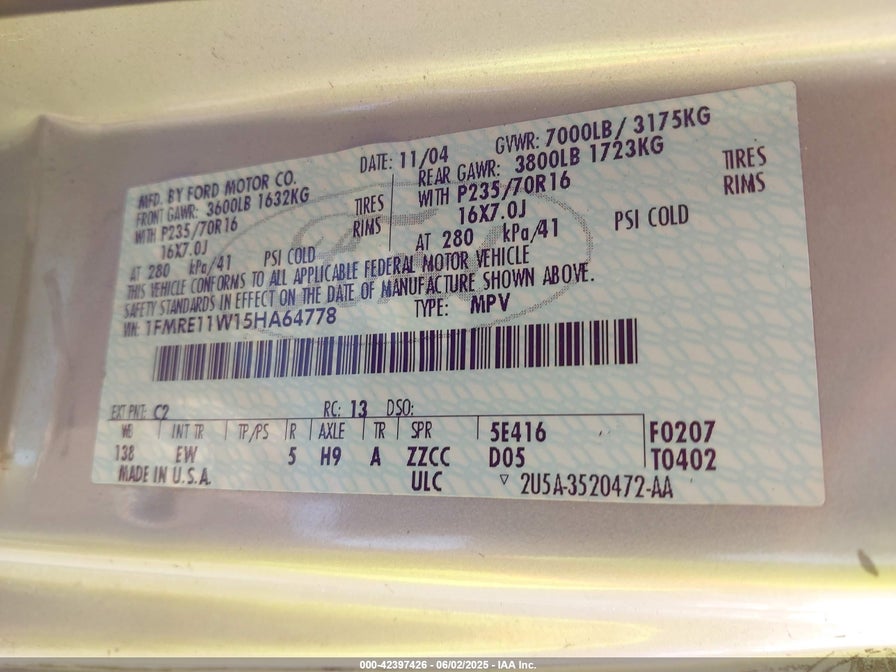 MFD. BY FORD MOTOR CO.
DATE: 11/04
GVWR: 7000LB / 3175KG
FRONT GAWR: 3600LB 1632KG
WITH P235/70R16 TIRES
16X7.0J RIMS
AT 280 kPa/41 PSI COLD
REAR GAWR: 3800LB 1723KG
WITH P235/70R16 TIRES
16X7.0J RIMS
AT 280 kPa/41 PSI COLD
THIS VEHICLE CONFORMS TO ALL APPLICABLE FEDERAL MOTOR VEHICLE
SAFETY STANDARDS IN EFFECT ON THE DATE OF MANUFACTURE SHOWN ABOVE.
VIN: 1FMRE11W15HA64778
TYPE: MPV
EXT PNT: C2 RC: 13 DSO:
WB INT TR TP/PS R AXLE TR SPR 5E416 F0207
138 EW 5 H9 A ZZCC D05 T0402
MADE IN U.S.A. ULC ▽ 2U5A-3520472-AA
Ford
000-42397426 - 06/02/2025 - IAA Inc.